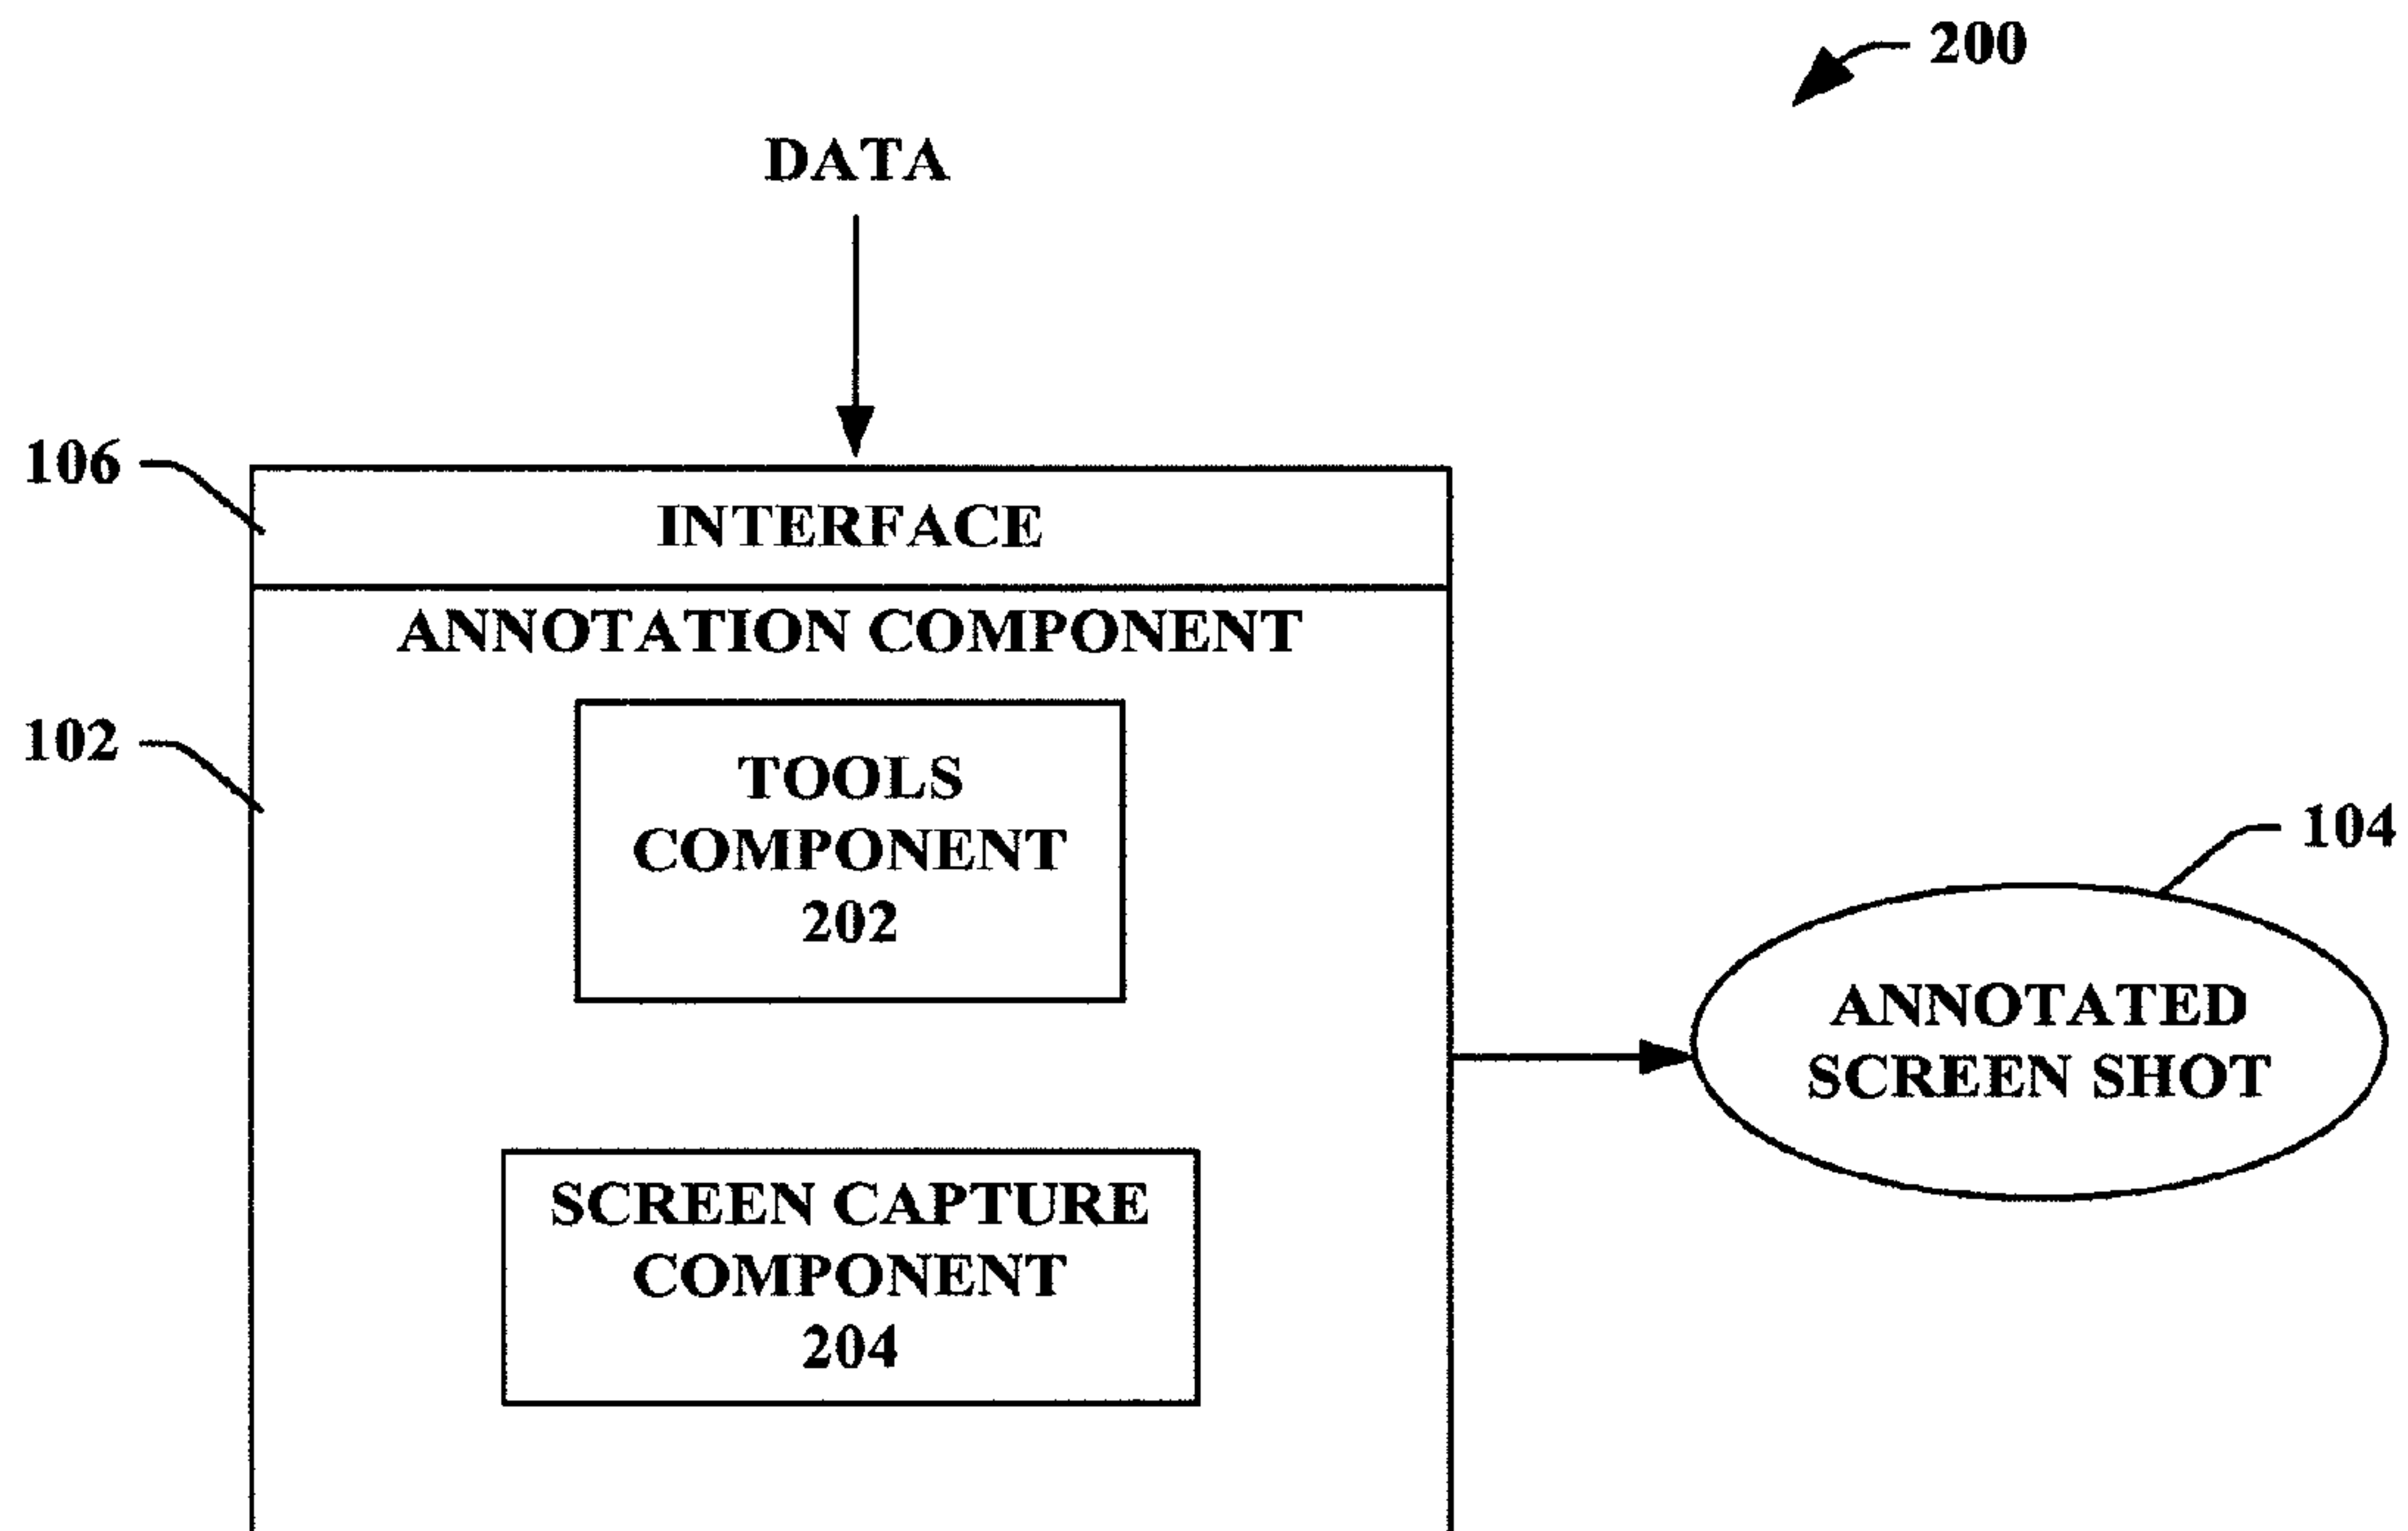 200
DATA
106
INTERFACE
ANNOTATION COMPONENT
102
TOOLS
COMPONENT
202
104
ANNOTATED
SCREEN SHOT
SCREEN CAPTURE
COMPONENT
204